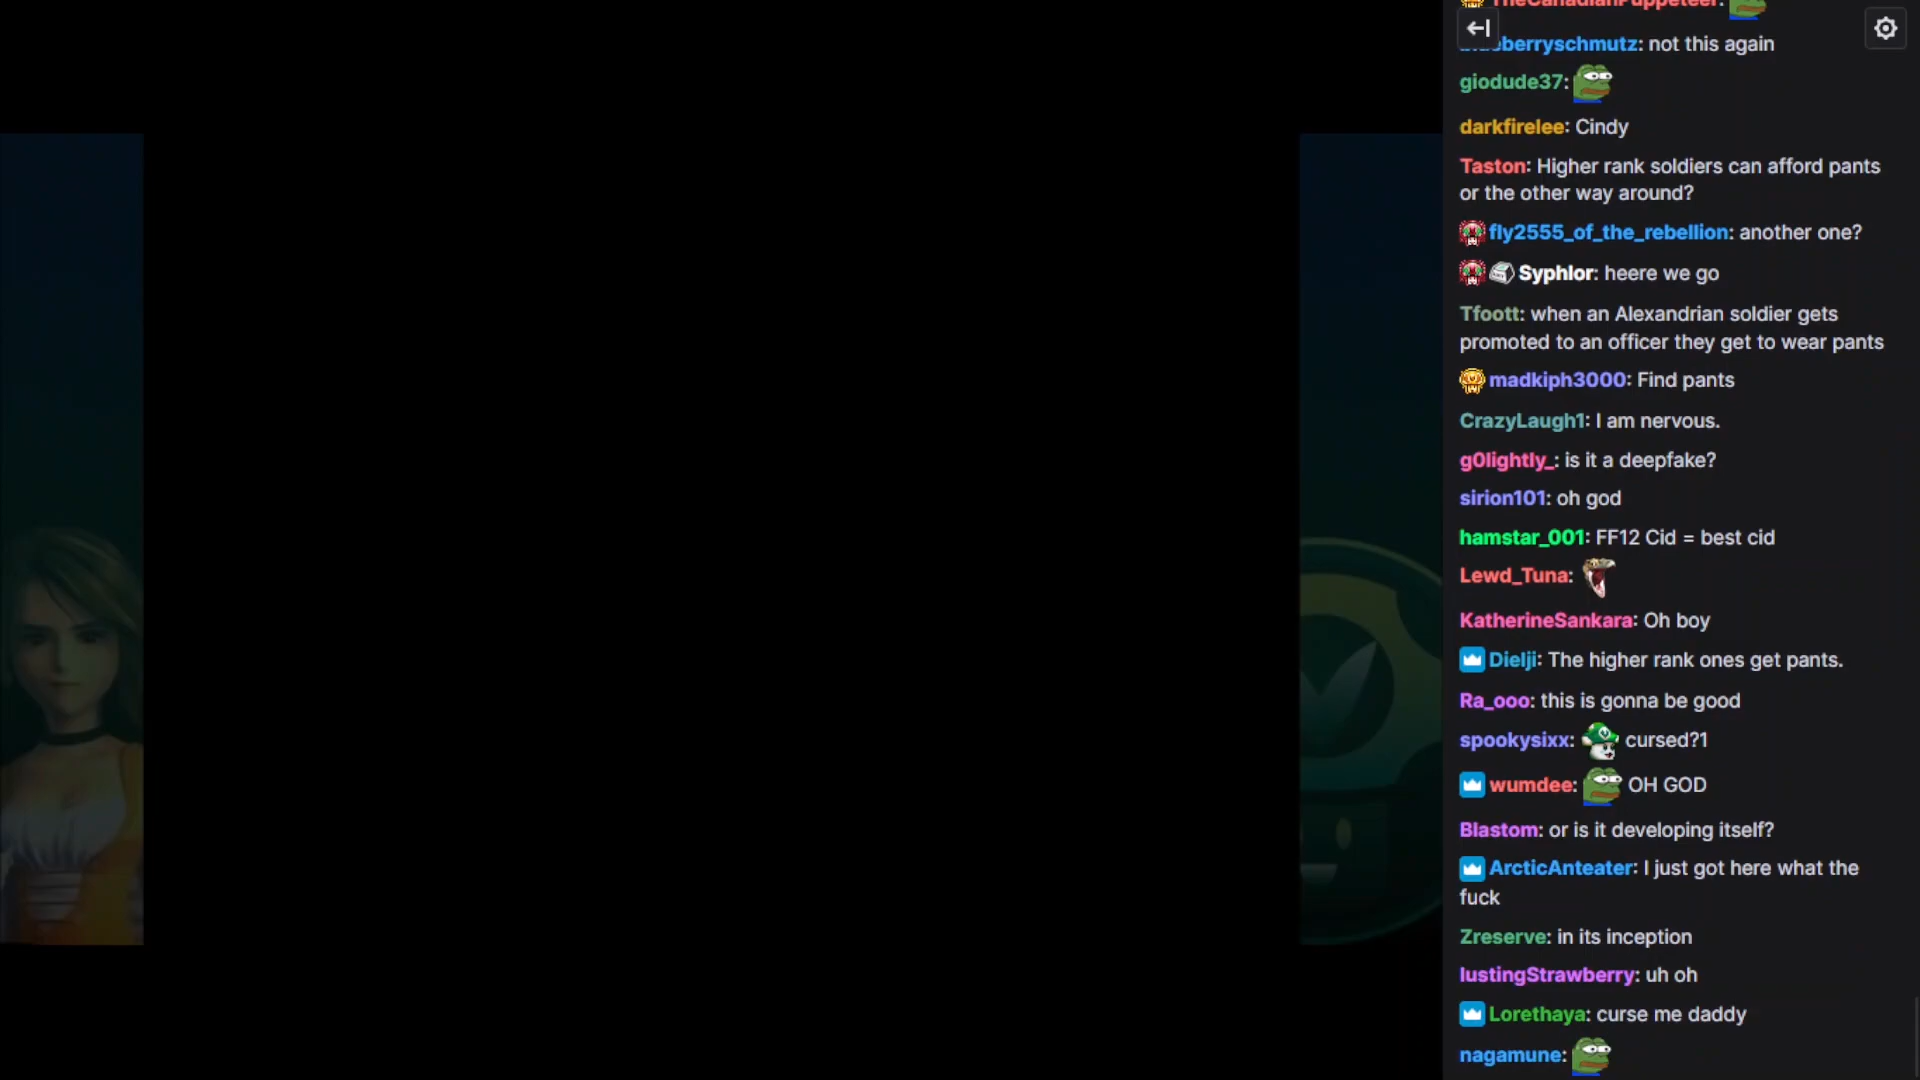 TheCanadianPuppeteer:
blueberryschmutz: not this again
giodude37:
darkfirelee: Cindy
Taston: Higher rank soldiers can afford pants
or the other way around?
fly2555_of_the_rebellion: another one?
Syphlor: heere we go
Tfoott: when an Alexandrian soldier gets
promoted to an officer they get to wear pants
madkiph3000: Find pants
CrazyLaugh1: I am nervous.
g0lightly_: is it a deepfake?
sirion101: oh god
hamstar_001: FF12 Cid = best cid
Lewd_Tuna:
KatherineSankara: Oh boy
Dielji: The higher rank ones get pants.
Ra_ooo: this is gonna be good
spookysixx: cursed?1
wumdee: OH GOD
Blastom: or is it developing itself?
ArcticAnteater: I just got here what the
fuck
Zreserve: in its inception
lustingStrawberry: uh oh
Lorethaya: curse me daddy
nagamune: